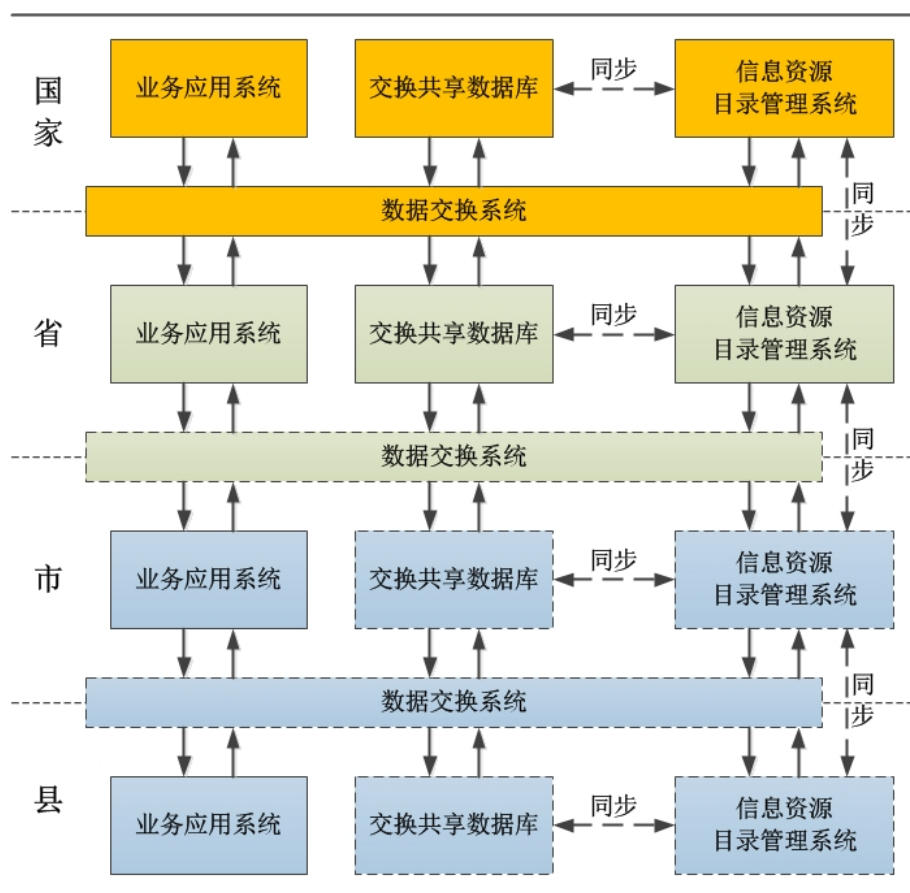 国
家
业务应用系统
交换共享数据库
同步
信息资源
目录管理系统
数据交换系统
同
步
省
业务应用系统
交换共享数据库
同步
信息资源
目录管理系统
数据交换系统
同
步
市
业务应用系统
交换共享数据库
同步
信息资源
目录管理系统
数据交换系统
同
步
县
业务应用系统
交换共享数据库
同步
信息资源
目录管理系统